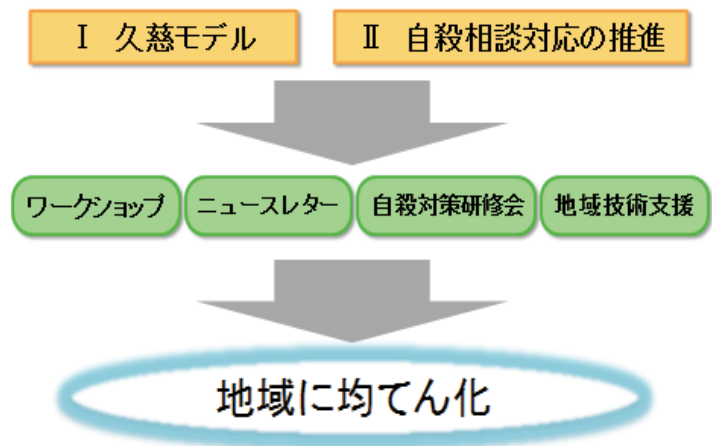 Ⅰ 久慈モデル
Ⅱ 自殺相談対応の推進
ワークショップ
ニュースレター
自殺対策研修会
地域技術支援
地域に均てん化